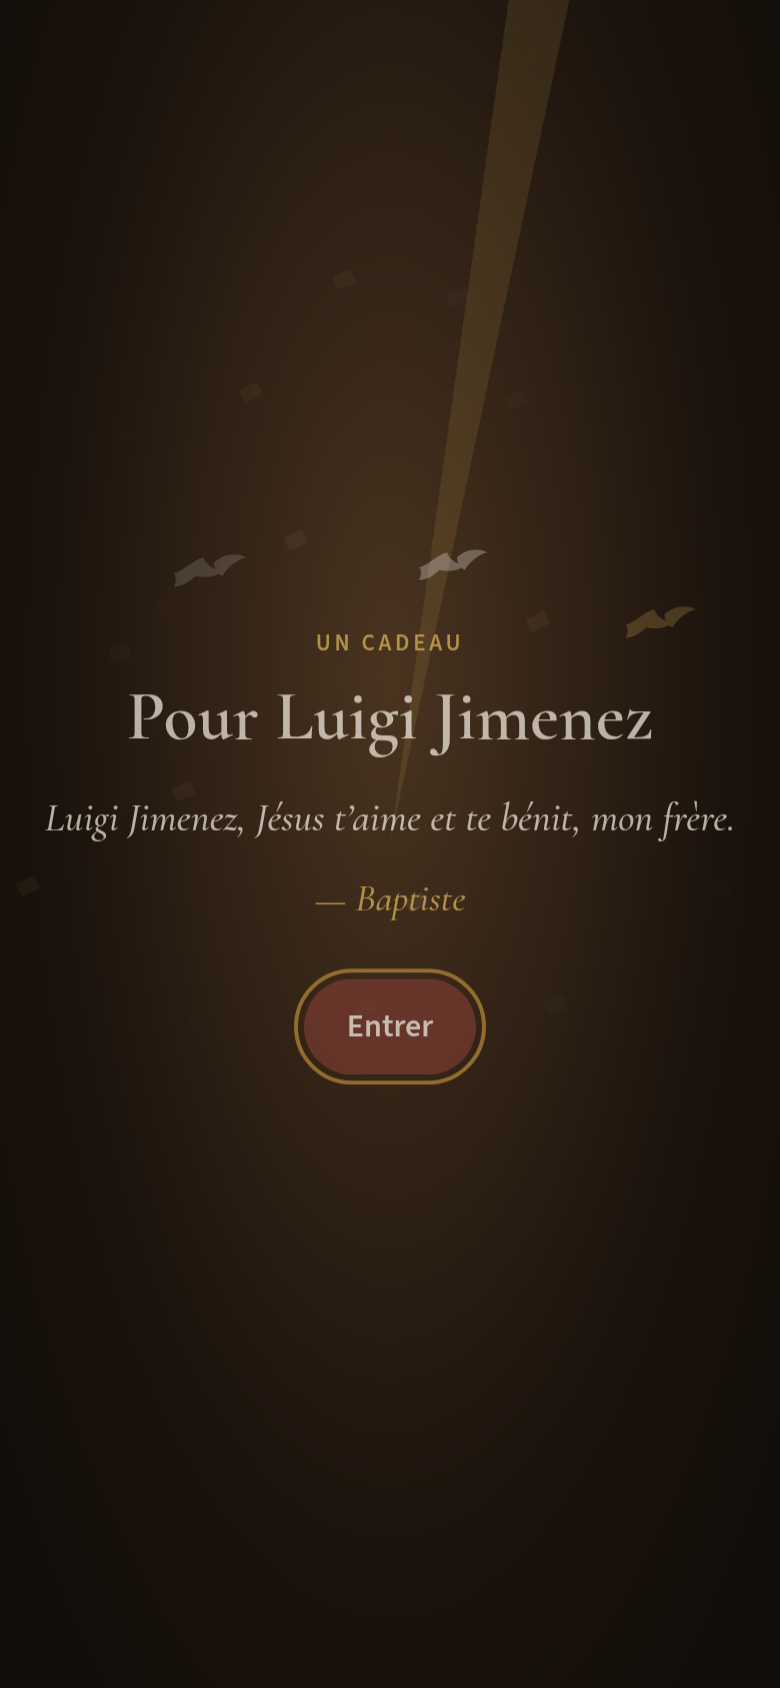 UN CADEAU
Pour Luigi Jimenez
Luigi Jimenez, Jésus t’aime et te bénit, mon frère.
— Baptiste
Entrer